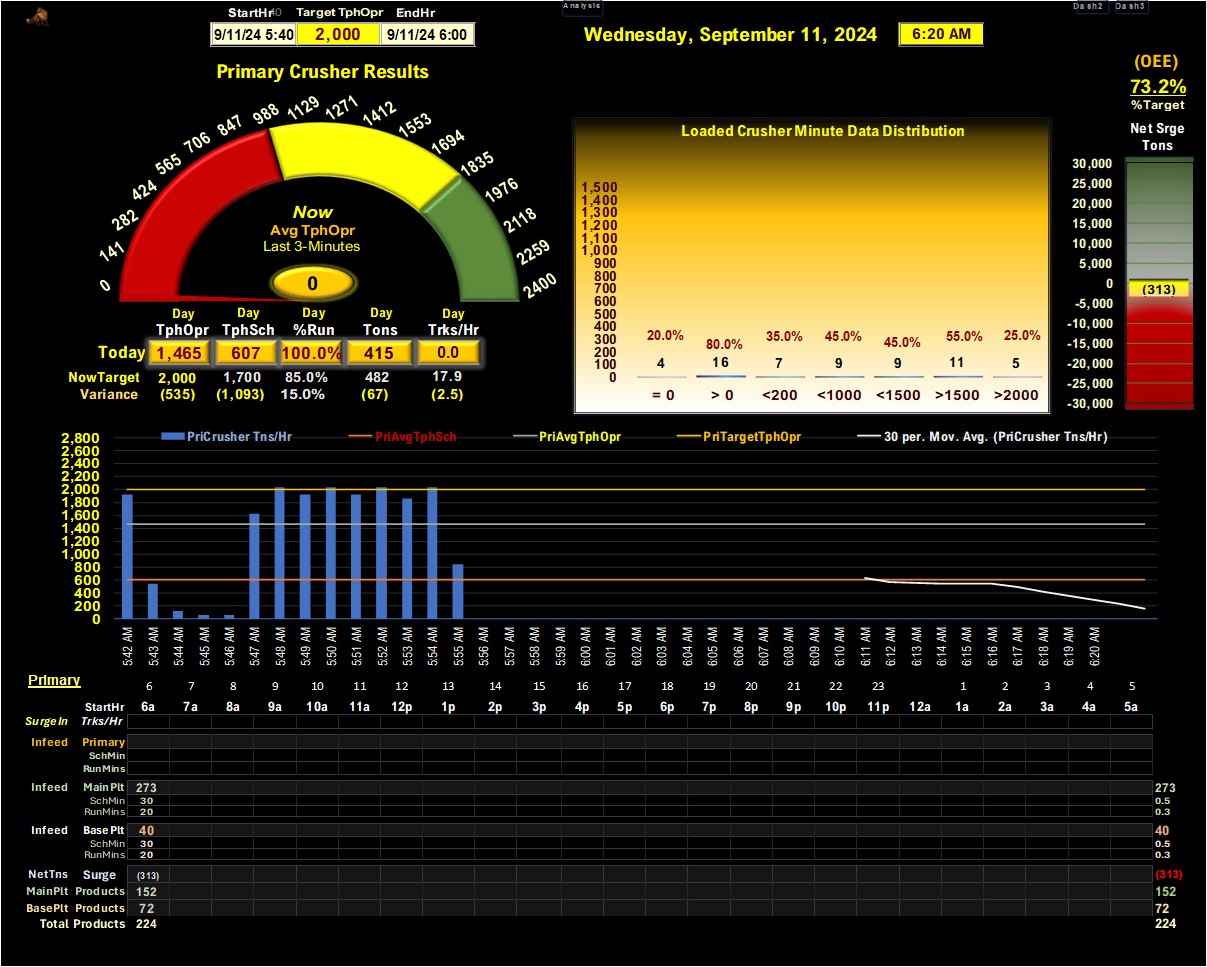 StartHr Target TphOpr EndHr
9/11/24 5:40 2,000 9/11/24 6:00
Analysis
Dash2 Dash3
Wednesday, September 11, 2024 6:20 AM
(OEE)
73.2%
%Target
Primary Crusher Results
0 141 282 424 565 706 847 988 1129 1271 1412 1553 1694 1835 1976 2118 2259 2400
Now
Avg TphOpr
Last 3-Minutes
0
Day Day Day Day Day
TphOpr TphSch %Run Tons Trks/Hr
Today 1,465 607 100.0% 415 0.0
NowTarget 2,000 1,700 85.0% 482 17.9
Variance (535) (1,093) 15.0% (67) (2.5)
Loaded Crusher Minute Data Distribution
1,500
1,400
1,300
1,200
1,100
1,000
900
800
700
600
500
400
300
200
100
0
20.0% 80.0% 35.0% 45.0% 45.0% 55.0% 25.0%
4 16 7 9 9 11 5
= 0 > 0 <200 <1000 <1500 >1500 >2000
Net Srge
Tons
30,000
25,000
20,000
15,000
10,000
5,000
0
-5,000
-10,000
-15,000
-20,000
-25,000
-30,000
(313)
PriCrusher Tns/Hr PriAvgTphSch PriAvgTphOpr PriTargetTphOpr 30 per. Mov. Avg. (PriCrusher Tns/Hr)
2,800
2,600
2,400
2,200
2,000
1,800
1,600
1,400
1,200
1,000
800
600
400
200
0
5:42 AM 5:43 AM 5:44 AM 5:45 AM 5:46 AM 5:47 AM 5:48 AM 5:49 AM 5:50 AM 5:51 AM 5:52 AM 5:53 AM 5:54 AM 5:55 AM 5:56 AM 5:57 AM 5:58 AM 5:59 AM 6:00 AM 6:01 AM 6:02 AM 6:03 AM 6:04 AM 6:05 AM 6:06 AM 6:07 AM 6:08 AM 6:09 AM 6:10 AM 6:11 AM 6:12 AM 6:13 AM 6:14 AM 6:15 AM 6:16 AM 6:17 AM 6:18 AM 6:19 AM 6:20 AM
Primary
6 7 8 9 10 11 12 13 14 15 16 17 18 19 20 21 22 23 1 2 3 4 5
StartHr 6a 7a 8a 9a 10a 11a 12p 1p 2p 3p 4p 5p 6p 7p 8p 9p 10p 11p 12a 1a 2a 3a 4a 5a
SurgeIn Trks/Hr
Infeed Primary
SchMin
RunMins
Infeed MainPlt 273 273
SchMin 30 0.5
RunMins 20 0.3
Infeed BasePlt 40 40
SchMin 30 0.5
RunMins 20 0.3
NetTns Surge (313) (313)
MainPlt Products 152 152
BasePlt Products 72 72
Total Products 224 224